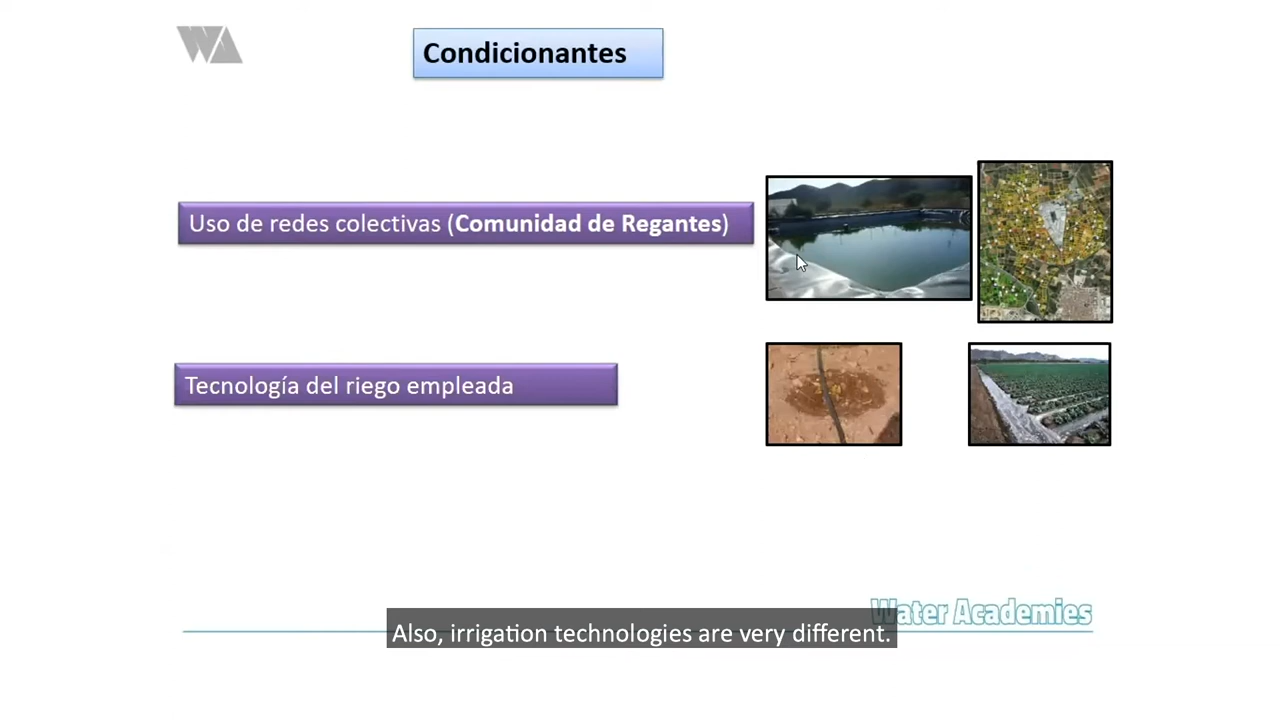 WA
Condicionantes
Uso de redes colectivas (Comunidad de Regantes)
Tecnología del riego empleada
Water Academies
Also, irrigation technologies are very different.